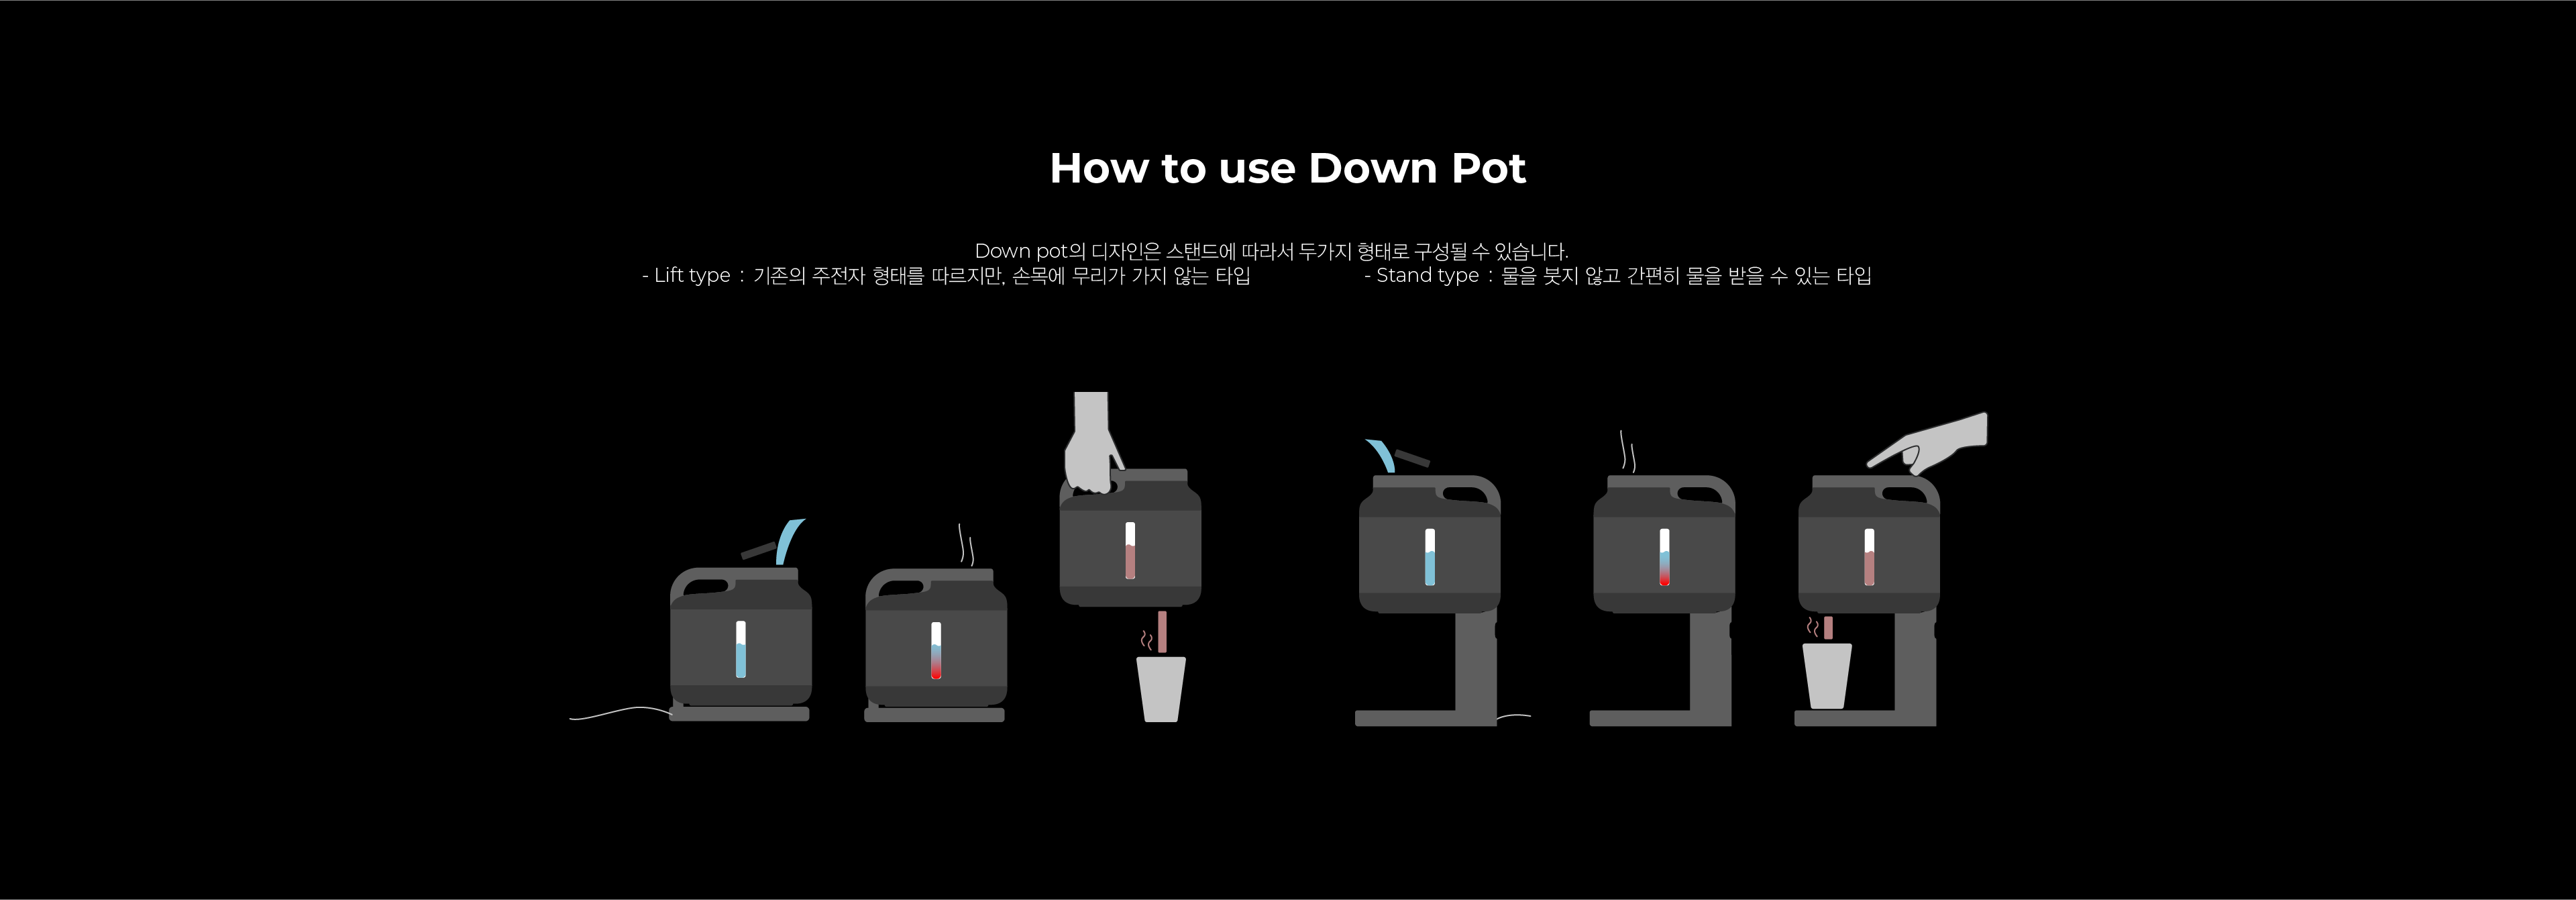 How to use Down Pot
Down pot의 디자인은 스탠드에 따라서 두가지 형태로 구성될 수 있습니다.
- Lift type : 기존의 주전자 형태를 따르지만, 손목에 무리가 가지 않는 타입
- Stand type : 물을 붓지 않고 간편히 물을 받을 수 있는 타입